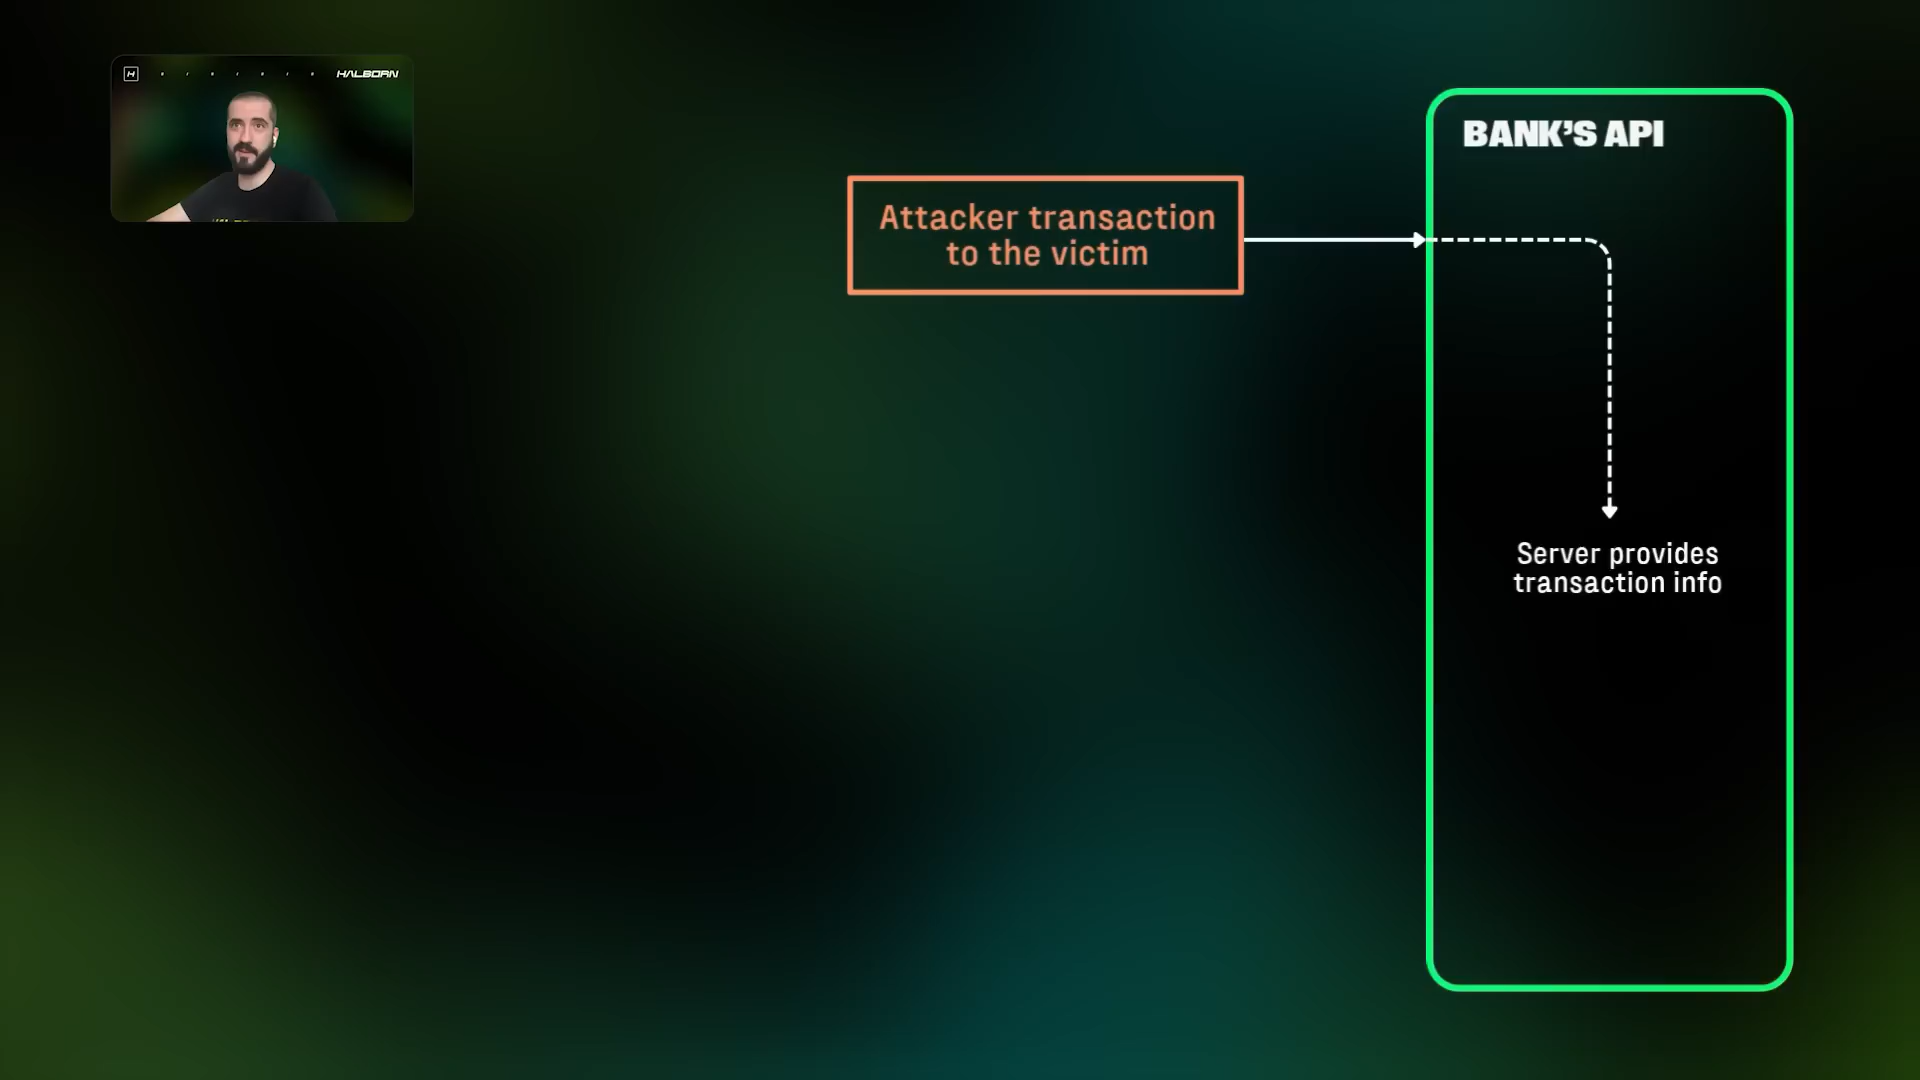 H
HALBORN
BANK'S API
Attacker transaction
to the victim
Server provides
transaction info